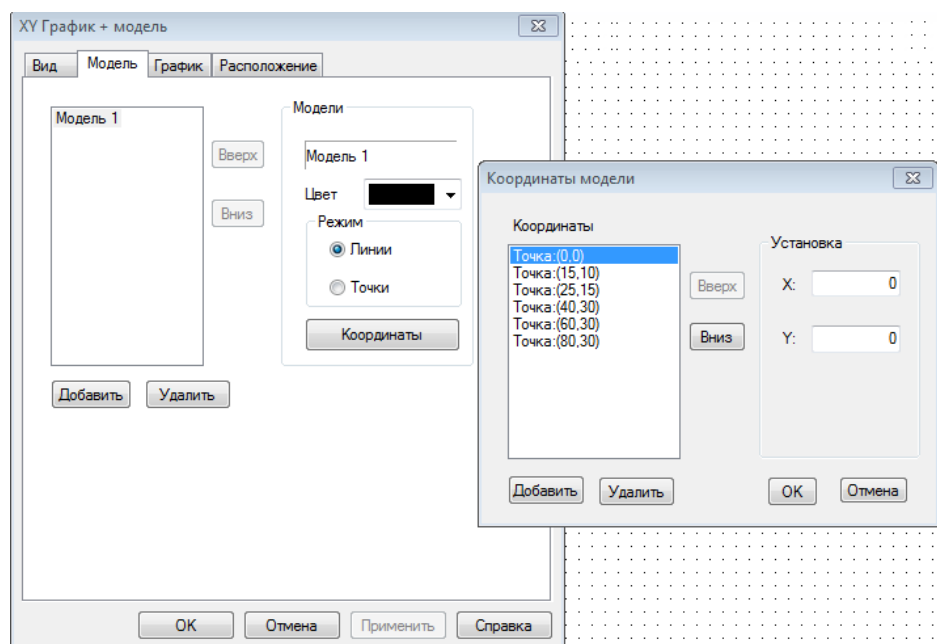 XY График + модель
Вид Модель График Расположение
Модель 1
Вверх
Вниз
Добавить Удалить
Модели
Модель 1
Цвет
Режим
Линии
Точки
Координаты
OK Отмена Применить Справка
Координаты модели
Координаты
Точка:(0,0)
Точка:(15,10)
Точка:(25,15)
Точка:(40,30)
Точка:(60,30)
Точка:(80,30)
Вверх
Вниз
Установка
X: 0
Y: 0
Добавить Удалить
OK Отмена